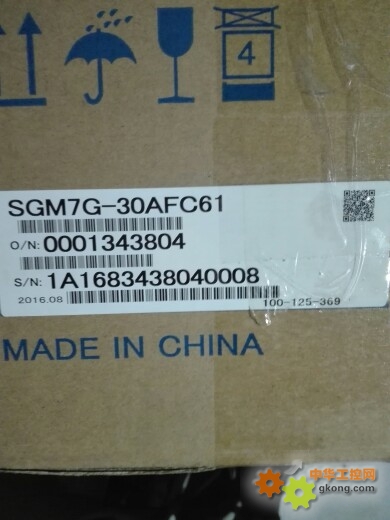 4
SGM7G-30AFC61
O/N: 0001343804
S/N: 1A1683438040008
2016.08
100-125-369
MADE IN CHINA
中华工控网
gkong.com